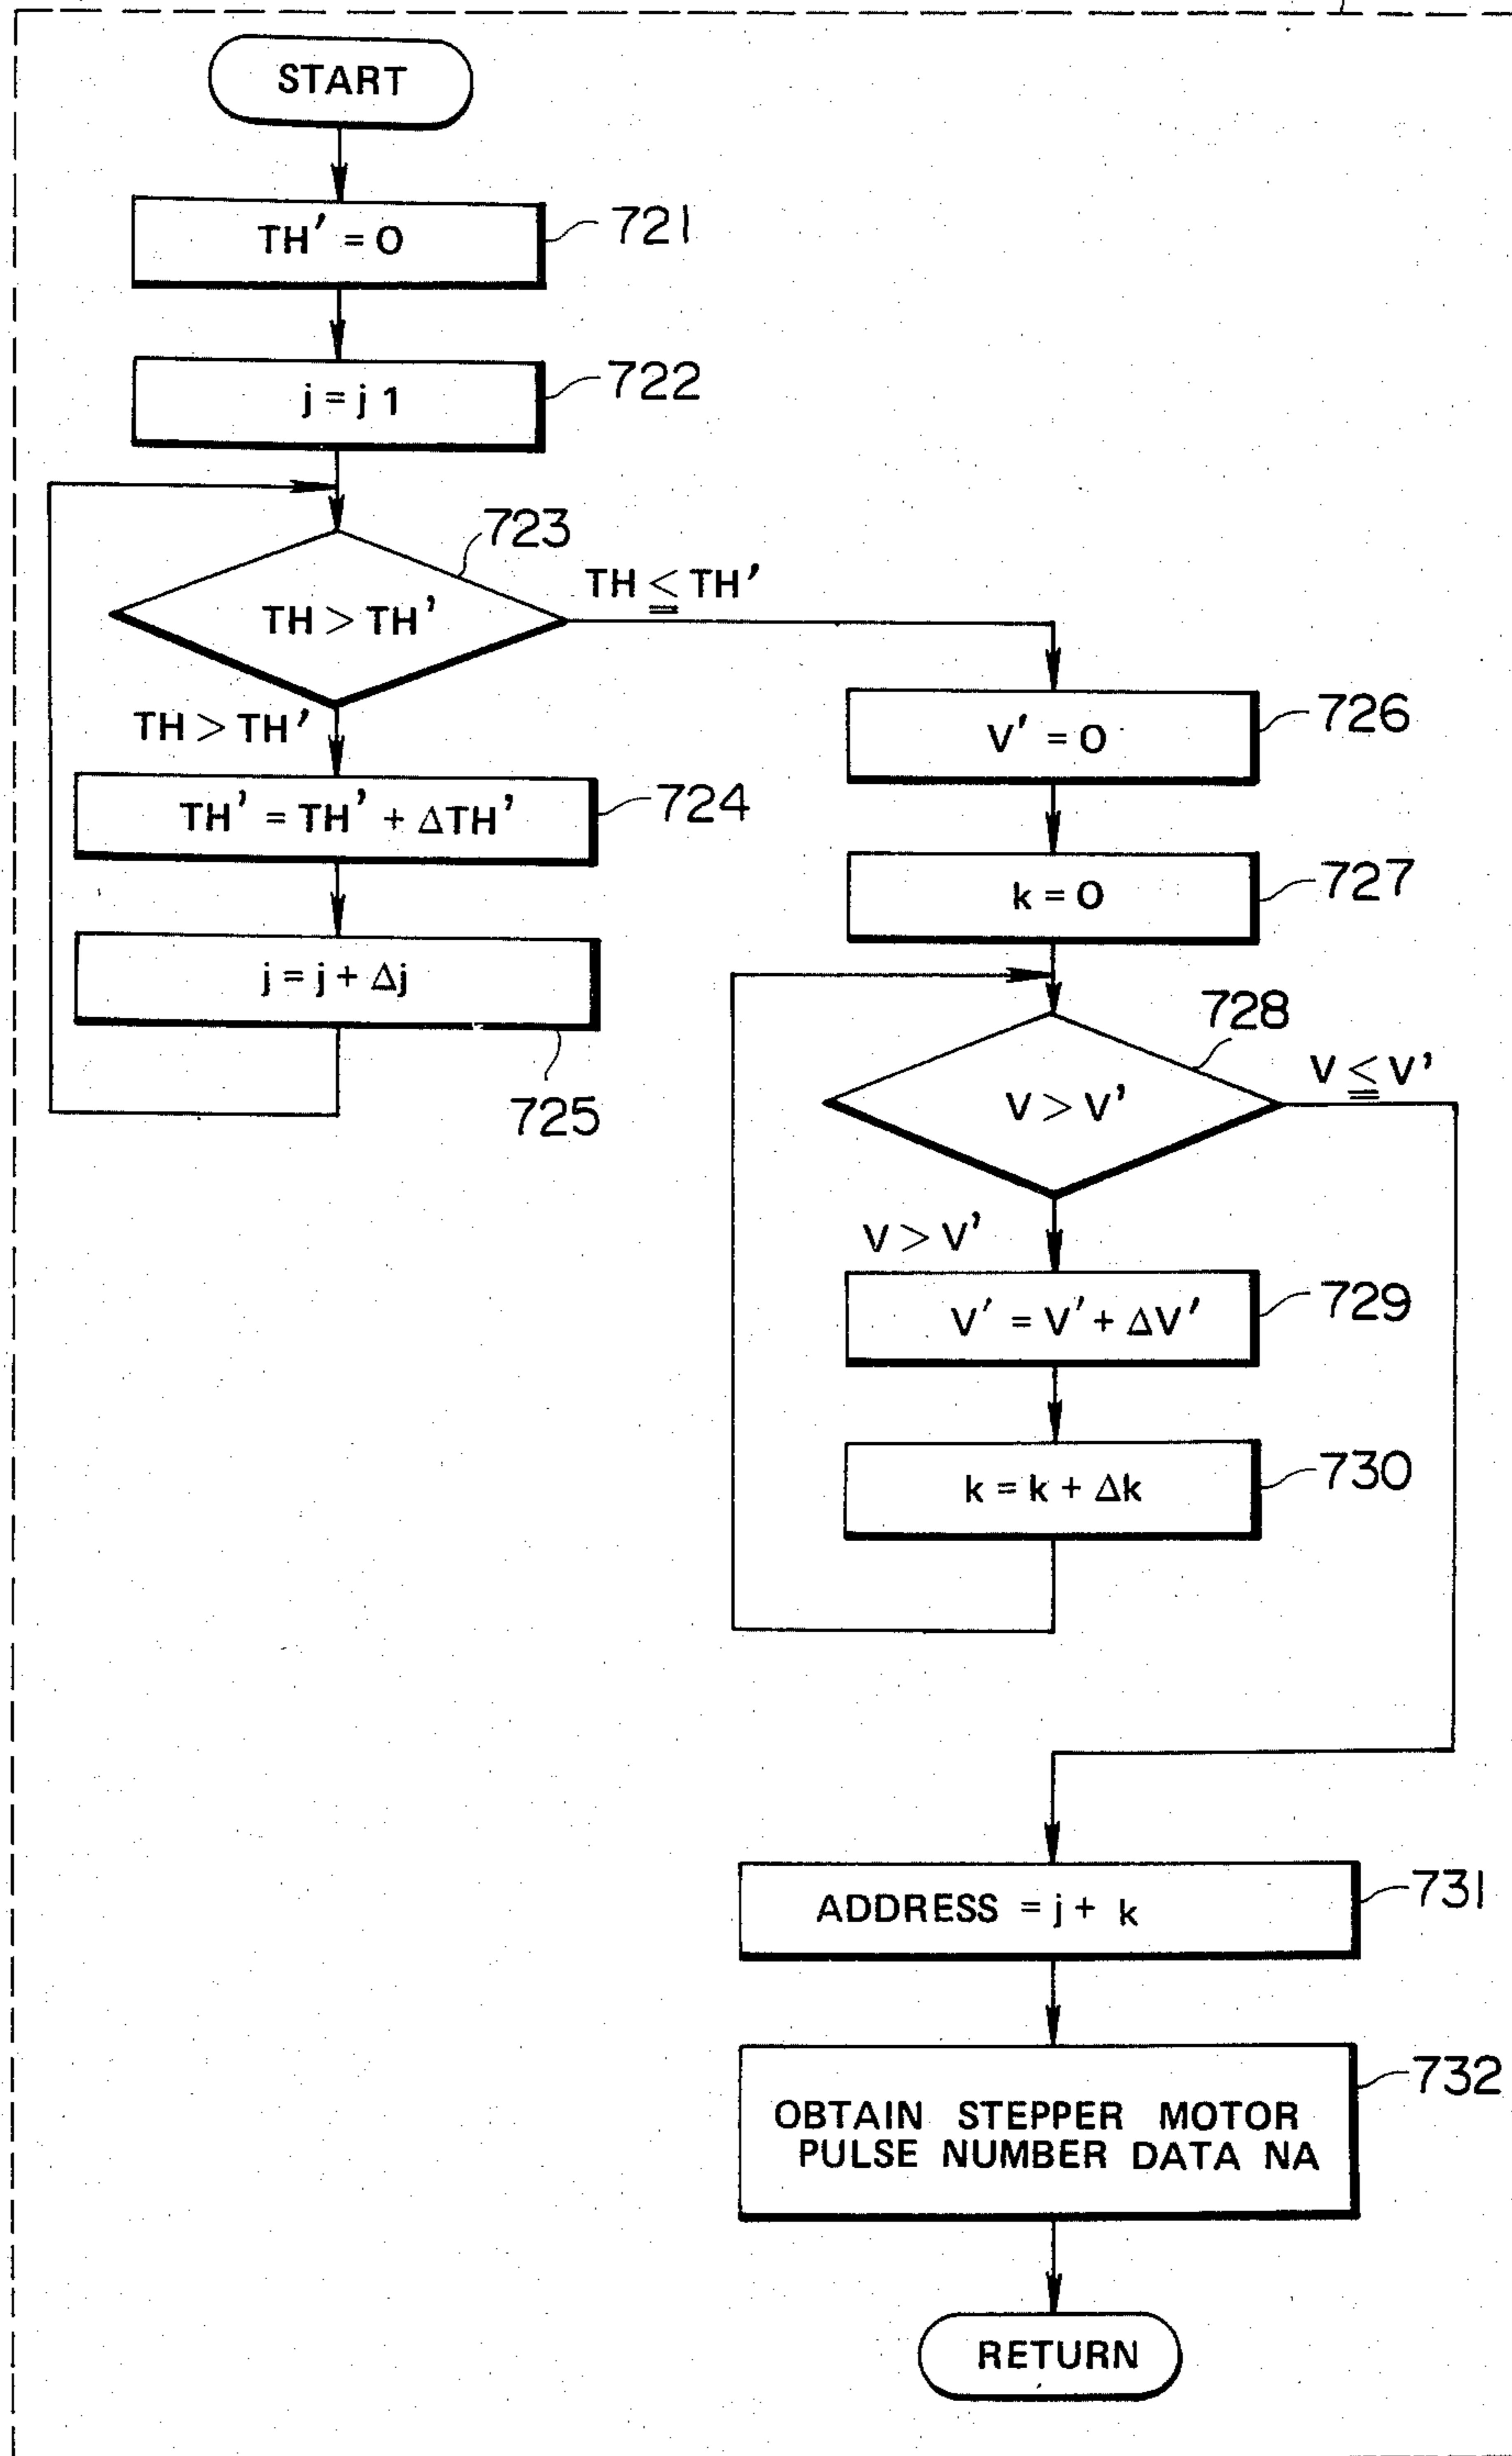 START
TH' = 0
721
j = j 1
722
723
TH > TH'
TH ≦ TH'
TH > TH'
TH' = TH' + ΔTH'
724
j = j + Δj
725
V' = 0
726
k = 0
727
728
V > V'
V ≦ V'
V > V'
V' = V' + ΔV'
729
k = k + Δk
730
ADDRESS = j + k
731
732
OBTAIN STEPPER MOTOR
PULSE NUMBER DATA NA
RETURN